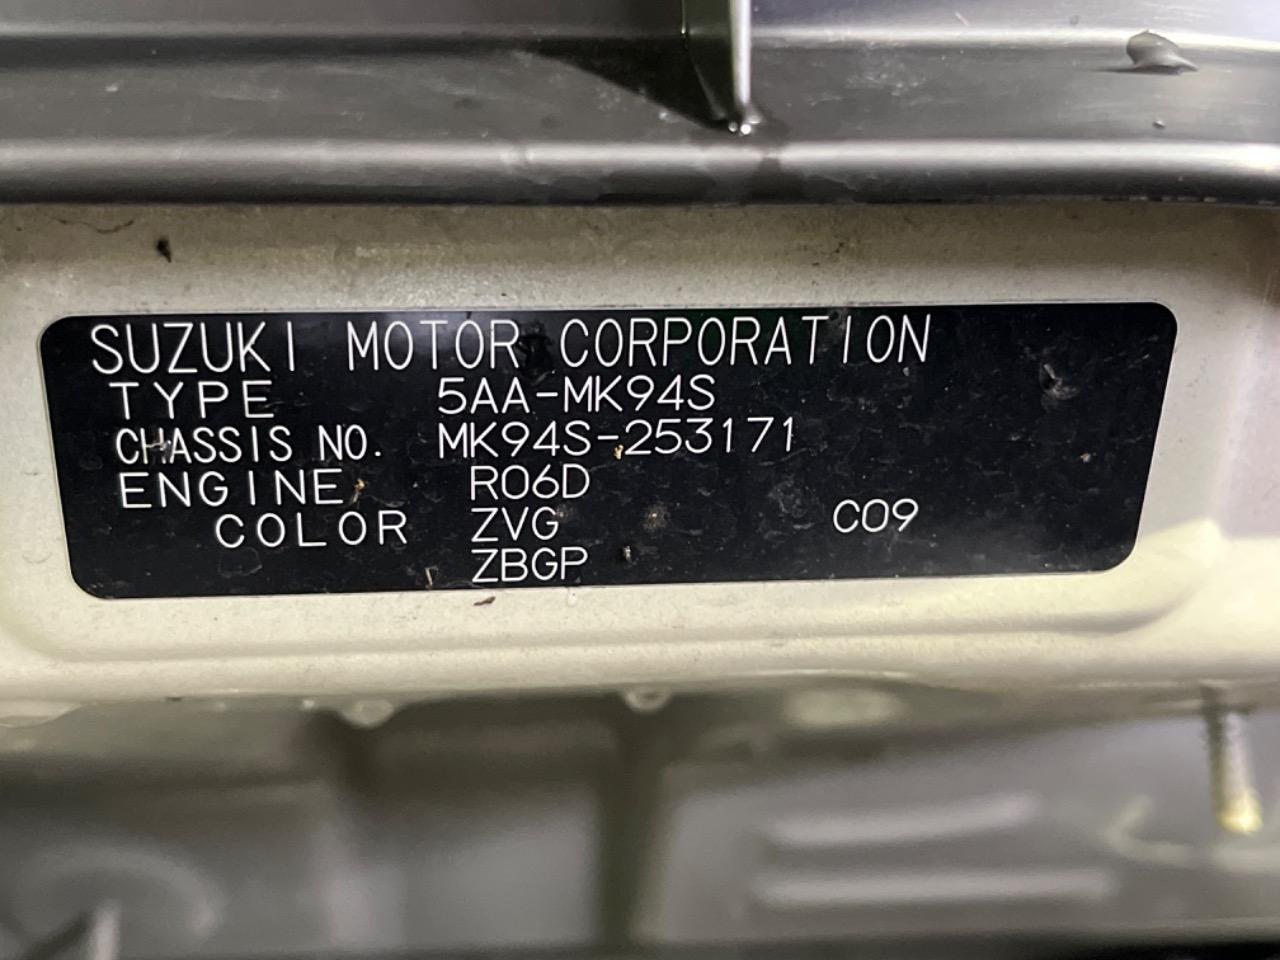 SUZUKI MOTOR CORPORATION
TYPE 5AA-MK94S
CHASSIS NO. MK94S-253171
ENGINE R06D
COLOR ZVG C09
ZBGP